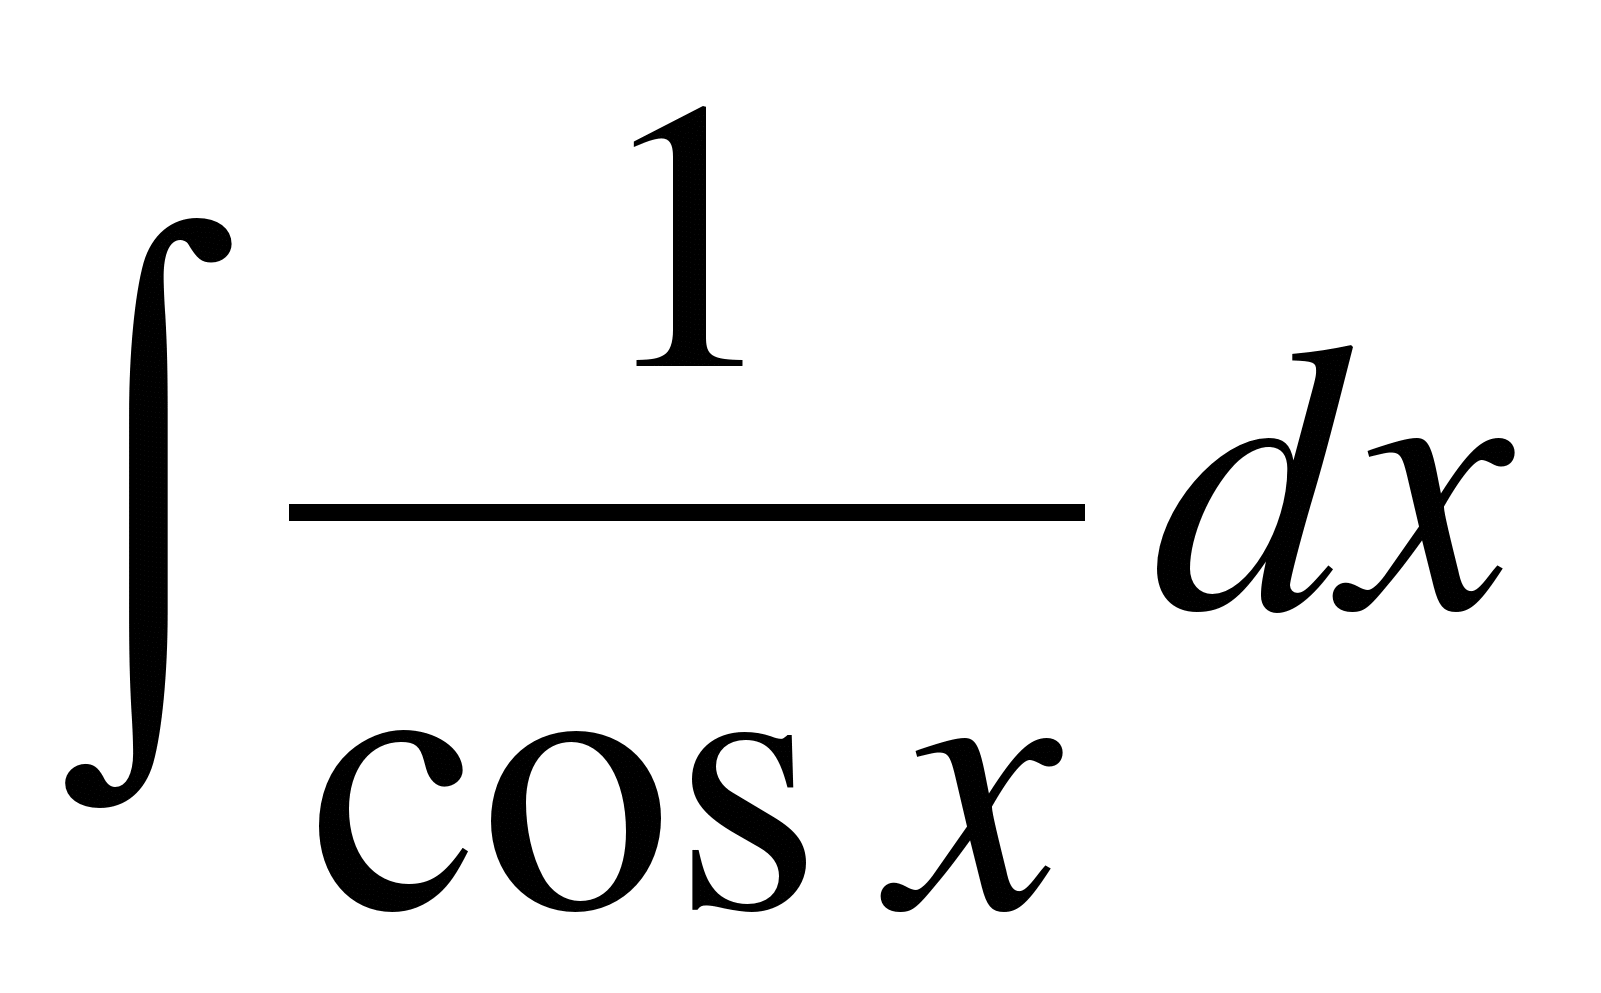 ∫ 1/cos x dx